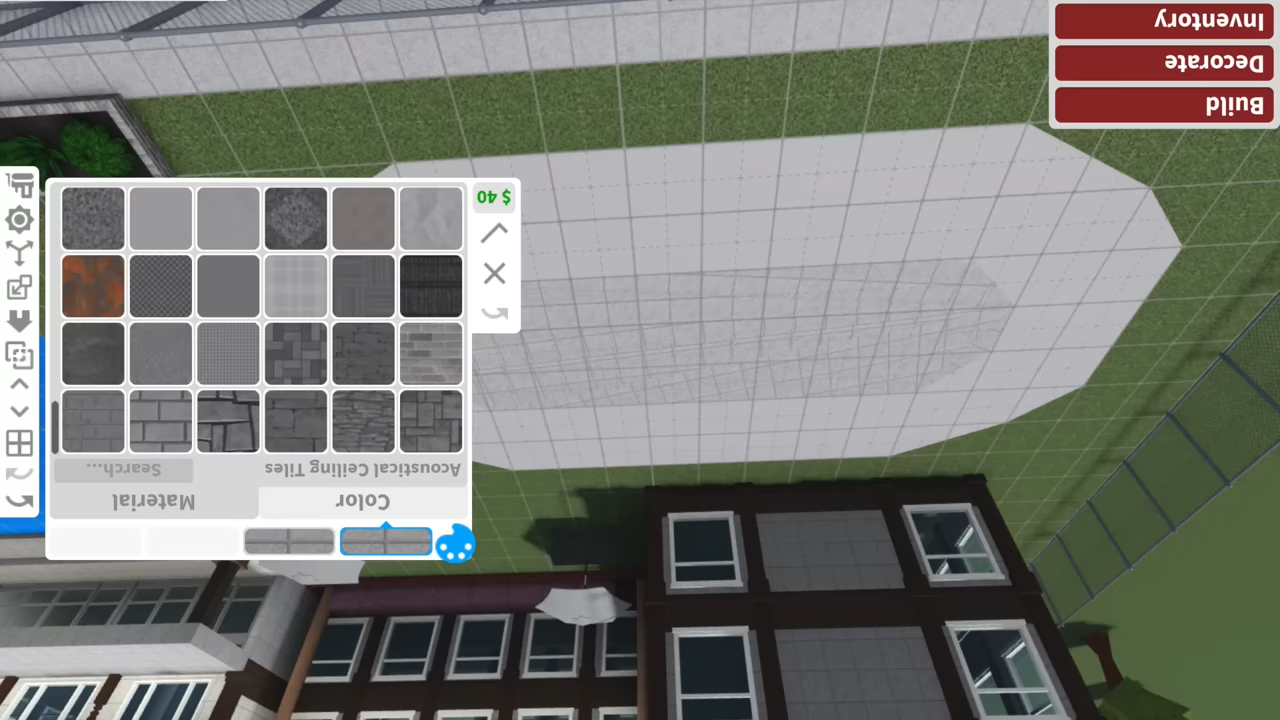 Build
Decorate
Inventory
Color
Material
Acoustical Ceiling Tiles
Search...
$ 40